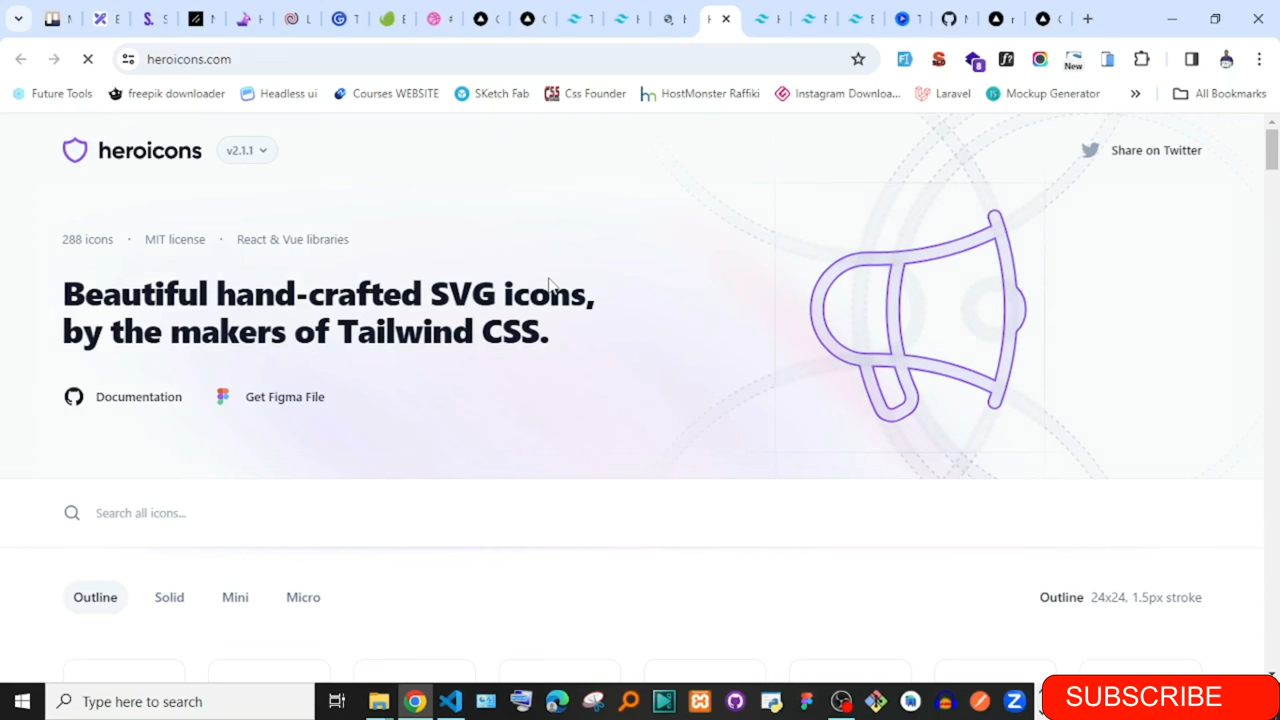 heroicons.com
Future Tools
freepik downloader
Headless ui
Courses WEBSITE
SKetch Fab
Css Founder
HostMonster Raffiki
Instagram Downloa...
Laravel
Mockup Generator
»
All Bookmarks
8
New
heroicons
v2.1.1
Share on Twitter
288 icons · MIT license · React & Vue libraries
Beautiful hand-crafted SVG icons,
by the makers of Tailwind CSS.
Documentation
Get Figma File
Search all icons...
Outline
Solid
Mini
Micro
Outline 24x24, 1.5px stroke
Type here to search
SUBSCRIBE